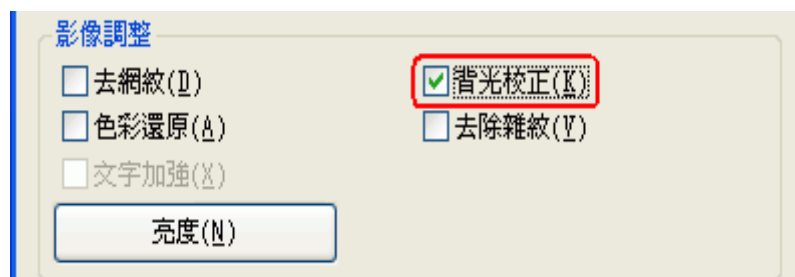 影像調整
去網紋(D)
背光校正(K)
色彩還原(A)
去除雜紋(V)
文字加強(X)
亮度(N)